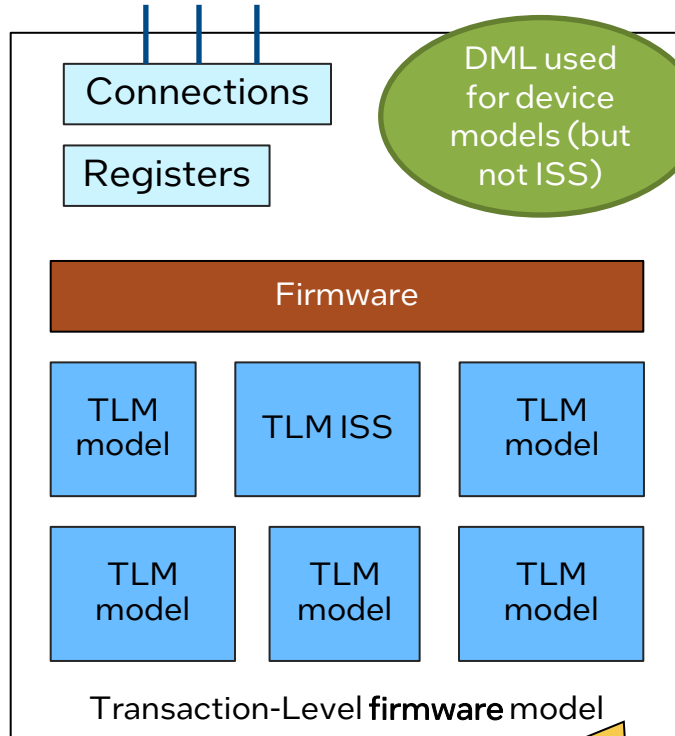 Connections
DML used
for device
models (but
not ISS)
Registers
Firmware
TLM
model
TLM ISS
TLM
model
TLM
model
TLM
model
TLM
model
Transaction-Level firmware model